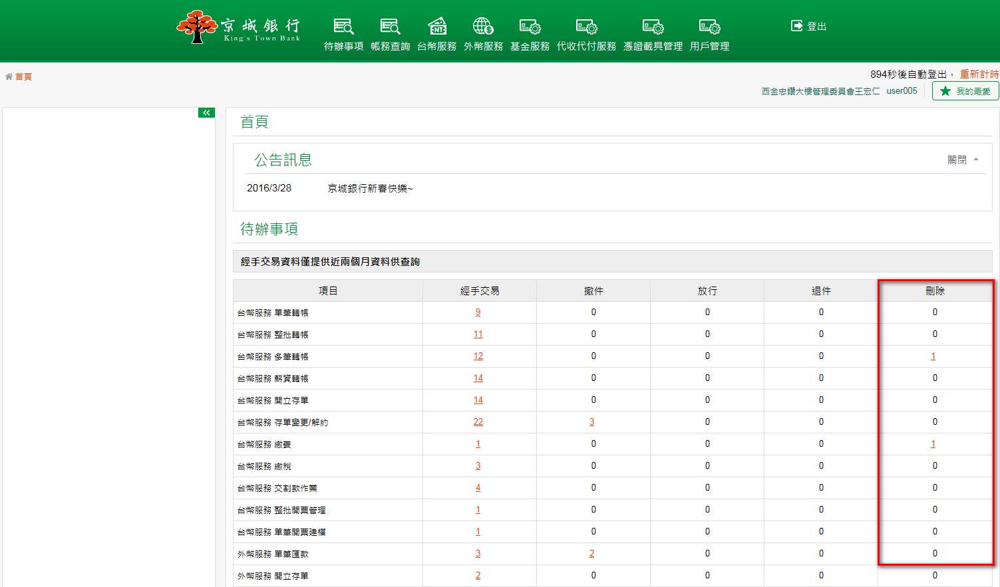 京城銀行
King's Town Bank
待辦事項 帳務查詢 台幣服務 外幣服務 基金服務 代收代付服務 憑證載具管理 用戶管理 登出
首頁
894秒後自動登出， 重新計時
西金忠鑽大樓管理委員會王宏仁 user005 我的最愛
首頁
公告訊息 關閉
2016/3/28 京城銀行新春快樂~
待辦事項
經手交易資料僅提供近兩個月資料供查詢
項目 經手交易 撤件 放行 退件 刪除
台幣服務 單筆轉帳 9 0 0 0 0
台幣服務 整批轉帳 11 0 0 0 0
台幣服務 多筆轉帳 12 0 0 0 1
台幣服務 薪資轉帳 14 0 0 0 0
台幣服務 開立存單 14 0 0 0 0
台幣服務 存單變更/解約 22 3 0 0 0
台幣服務 繳費 1 0 0 0 1
台幣服務 繳稅 3 0 0 0 0
台幣服務 交割款作業 4 0 0 0 0
台幣服務 整批開票管理 1 0 0 0 0
台幣服務 單筆開票建檔 1 0 0 0 0
外幣服務 單筆匯款 3 2 0 0 0
外幣服務 開立存單 2 0 0 0 0